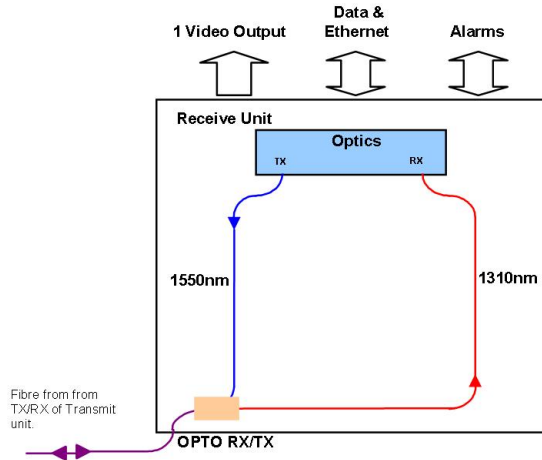 1 Video Output
Data &
Ethernet
Alarms
Receive Unit
Optics
TX
RX
1550nm
1310nm
Fibre from from
TX/RX of Transmit
unit.
OPTO RX/TX